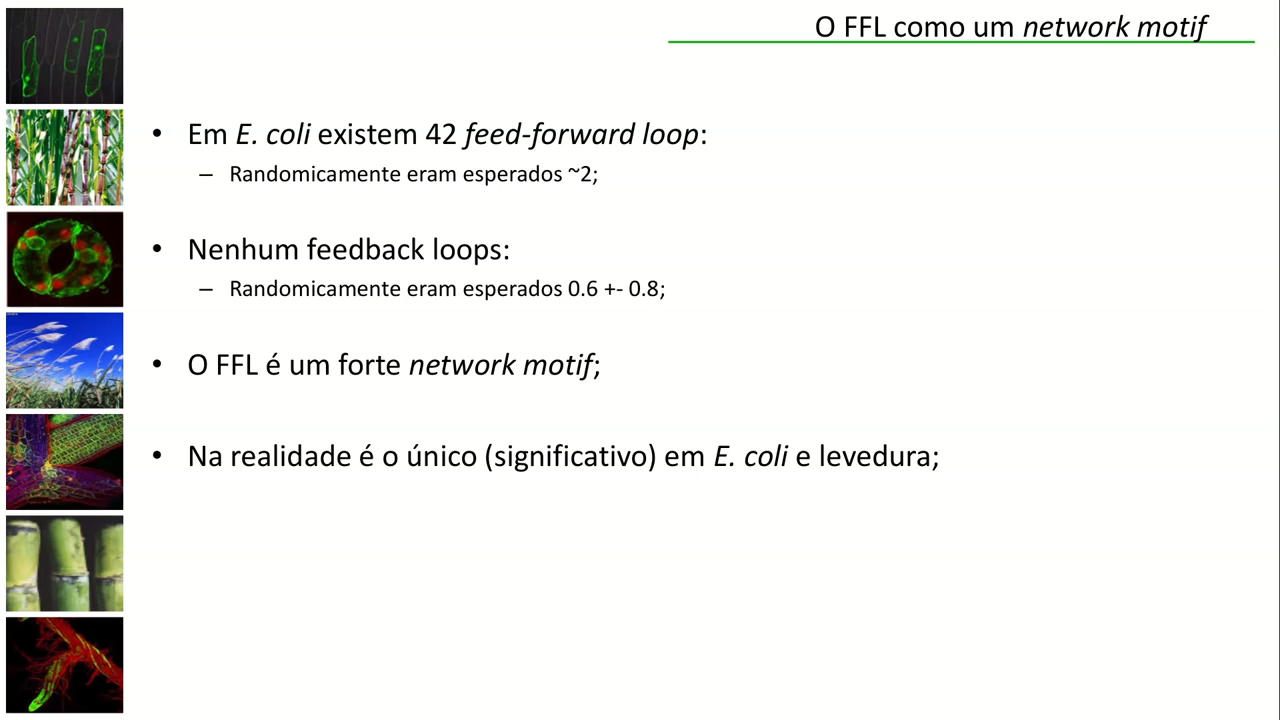 O FFL como um network motif
• Em E. coli existem 42 feed-forward loop:
– Randomicamente eram esperados ~2;
• Nenhum feedback loops:
– Randomicamente eram esperados 0.6 +- 0.8;
• O FFL é um forte network motif;
• Na realidade é o único (significativo) em E. coli e levedura;